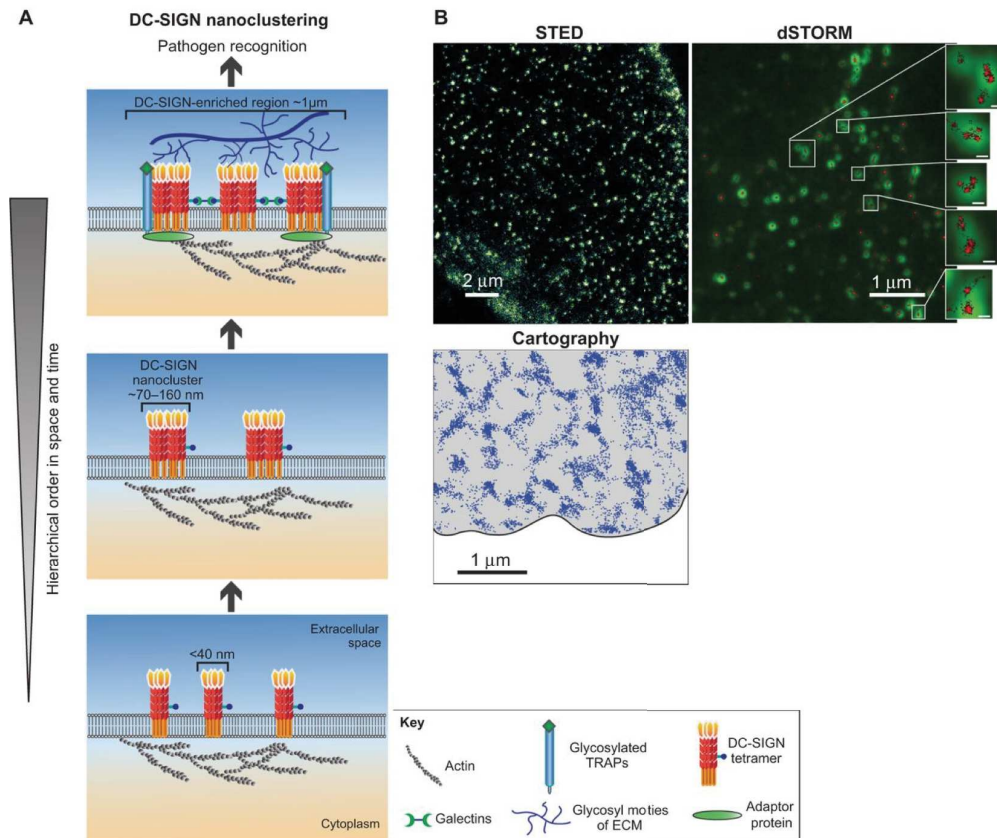 A
DC-SIGN nanoclustering
Pathogen recognition
DC-SIGN-enriched region ~1μm
DC-SIGN
nanocluster
~70–160 nm
Extracellular
space
<40 nm
Cytoplasm
Hierarchical order in space and time
B
STED
dSTORM
2 μm
1 μm
Cartography
1 μm
Key
Actin
Glycosylated
TRAPs
DC-SIGN
tetramer
Galectins
Glycosyl moties
of ECM
Adaptor
protein